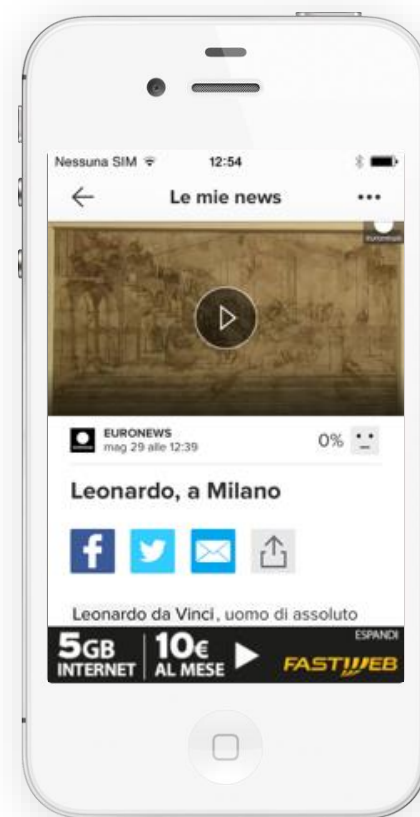 Nessuna SIM 12:54
Le mie news
euronews
EURONEWS
mag 29 alle 12:39
0%
Leonardo, a Milano
Leonardo da Vinci, uomo di assoluto
5GB INTERNET
10€ AL MESE
ESPANDI
FASTWEB